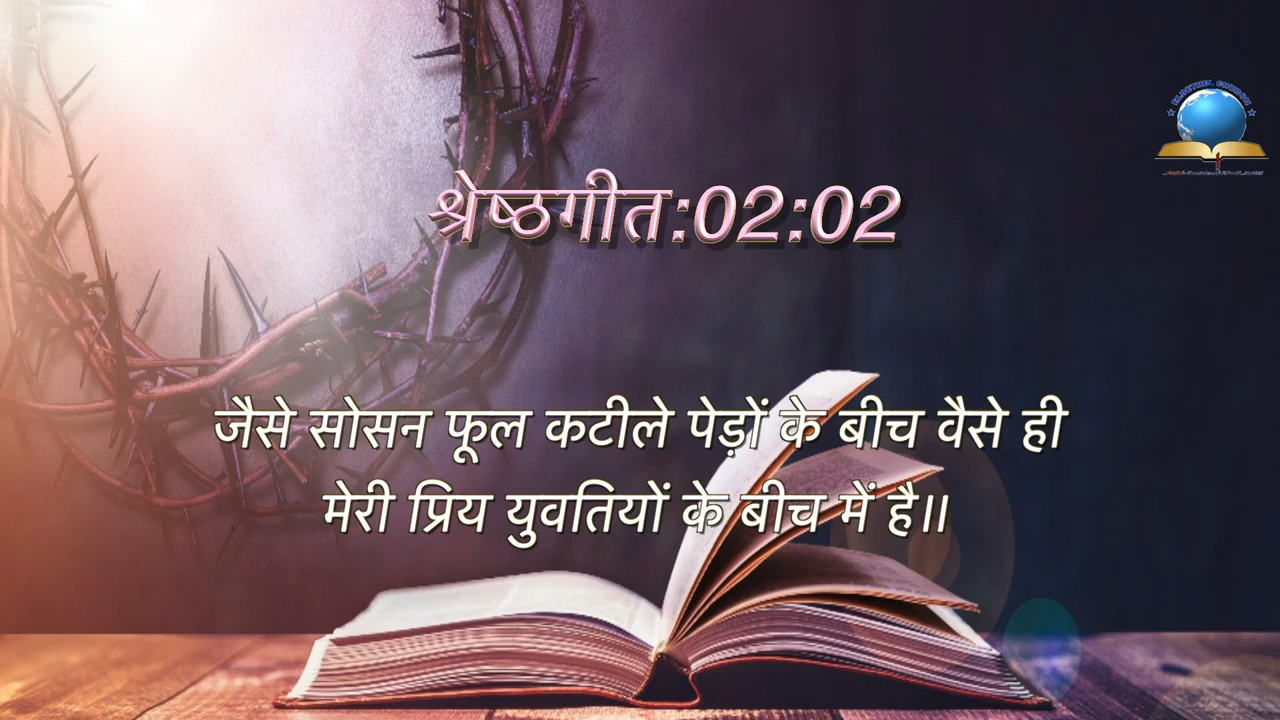 श्रेष्ठगीत:02:02
जैसे सोसन फूल कटीले पेड़ों के बीच वैसे ही
मेरी प्रिय युवतियों के बीच में है॥